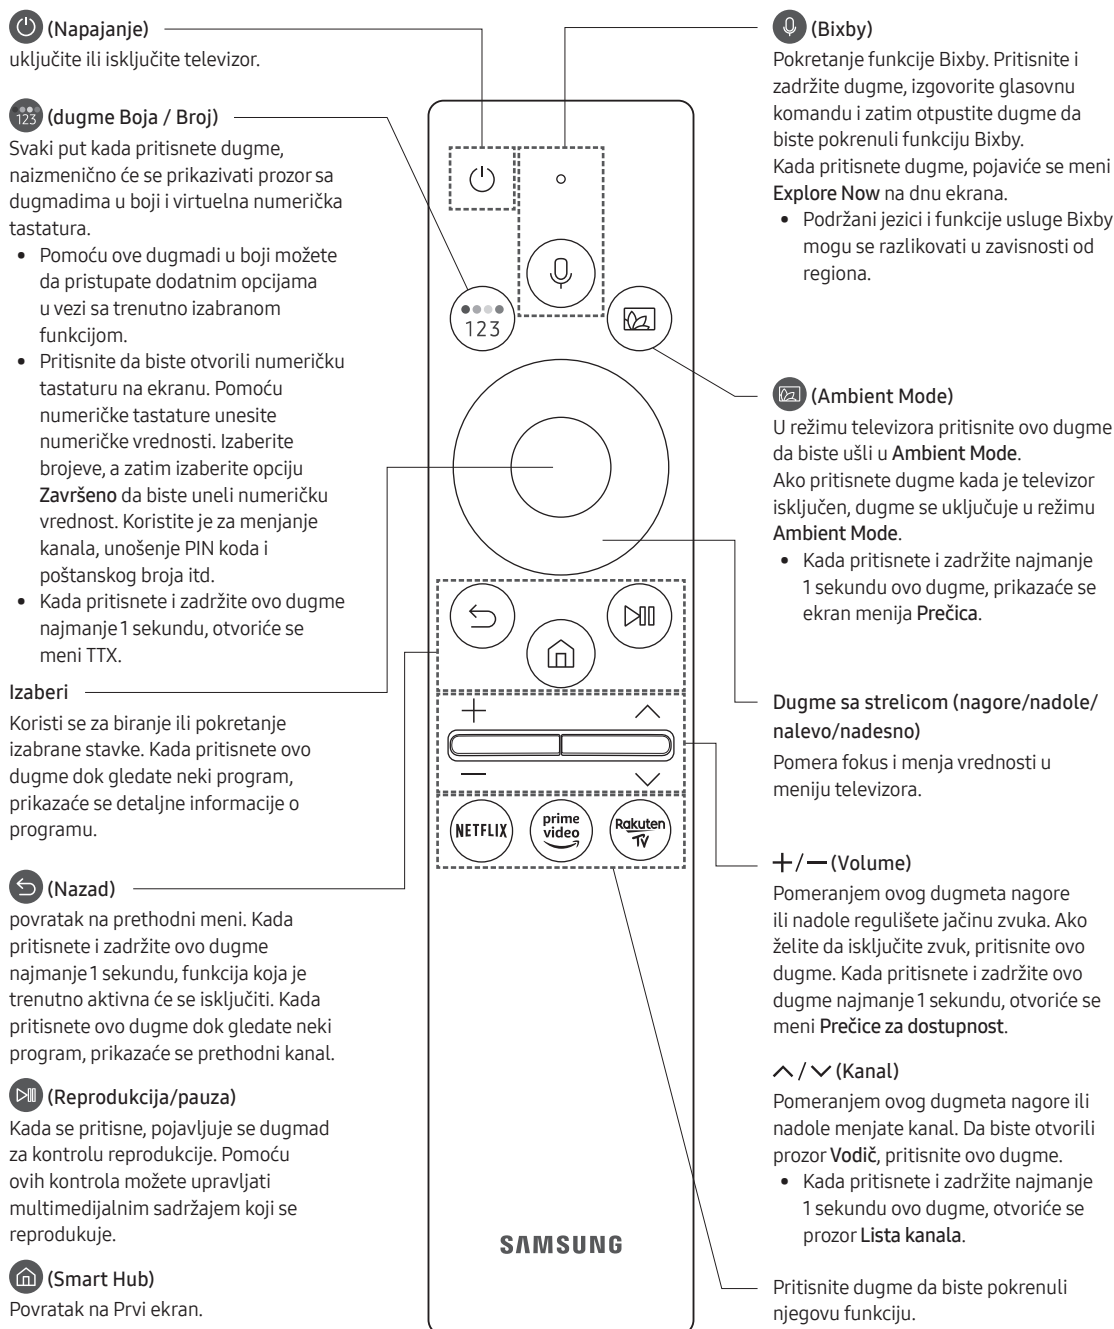 (Napajanje)
uključite ili isključite televizor.
123 (dugme Boja / Broj)
Svaki put kada pritisnete dugme,
naizmenično će se prikazivati prozor sa
dugmadima u boji i virtuelna numerička
tastatura.
• Pomoću ove dugmadi u boji možete
da pristupate dodatnim opcijama
u vezi sa trenutno izabranom
funkcijom.
• Pritisnite da biste otvorili numeričku
tastaturu na ekranu. Pomoću
numeričke tastature unesite
numeričke vrednosti. Izaberite
brojeve, a zatim izaberite opciju
Završeno da biste uneli numeričku
vrednost. Koristite je za menjanje
kanala, unošenje PIN koda i
poštanskog broja itd.
• Kada pritisnete i zadržite ovo dugme
najmanje 1 sekundu, otvoriće se
meni TTX.
Izaberi
Koristi se za biranje ili pokretanje
izabrane stavke. Kada pritisnete ovo
dugme dok gledate neki program,
prikazaće se detaljne informacije o
programu.
(Nazad)
povratak na prethodni meni. Kada
pritisnete i zadržite ovo dugme
najmanje 1 sekundu, funkcija koja je
trenutno aktivna će se isključiti. Kada
pritisnete ovo dugme dok gledate neki
program, prikazaće se prethodni kanal.
(Reprodukcija/pauza)
Kada se pritisne, pojavljuje se dugmad
za kontrolu reprodukcije. Pomoću
ovih kontrola možete upravljati
multimedijalnim sadržajem koji se
reprodukuje.
(Smart Hub)
Povratak na Prvi ekran.
123
NETFLIX
prime
video
Rakuten
TV
SAMSUNG
(Bixby)
Pokretanje funkcije Bixby. Pritisnite i
zadržite dugme, izgovorite glasovnu
komandu i zatim otpustite dugme da
biste pokrenuli funkciju Bixby.
Kada pritisnete dugme, pojaviće se meni
Explore Now na dnu ekrana.
• Podržani jezici i funkcije usluge Bixby
mogu se razlikovati u zavisnosti od
regiona.
(Ambient Mode)
U režimu televizora pritisnite ovo dugme
da biste ušli u Ambient Mode.
Ako pritisnete dugme kada je televizor
isključen, dugme se uključuje u režimu
Ambient Mode.
• Kada pritisnete i zadržite najmanje
1 sekundu ovo dugme, prikazaće se
ekran menija Prečica.
Dugme sa strelicom (nagore/nadole/
nalevo/nadesno)
Pomera fokus i menja vrednosti u
meniju televizora.
+/− (Volume)
Pomeranjem ovog dugmeta nagore
ili nadole regulišete jačinu zvuka. Ako
želite da isključite zvuk, pritisnite ovo
dugme. Kada pritisnete i zadržite ovo
dugme najmanje 1 sekundu, otvoriće se
meni Prečice za dostupnost.
/ (Kanal)
Pomeranjem ovog dugmeta nagore ili
nadole menjate kanal. Da biste otvorili
prozor Vodič, pritisnite ovo dugme.
• Kada pritisnete i zadržite najmanje
1 sekundu ovo dugme, otvoriće se
prozor Lista kanala.
Pritisnite dugme da biste pokrenuli
njegovu funkciju.